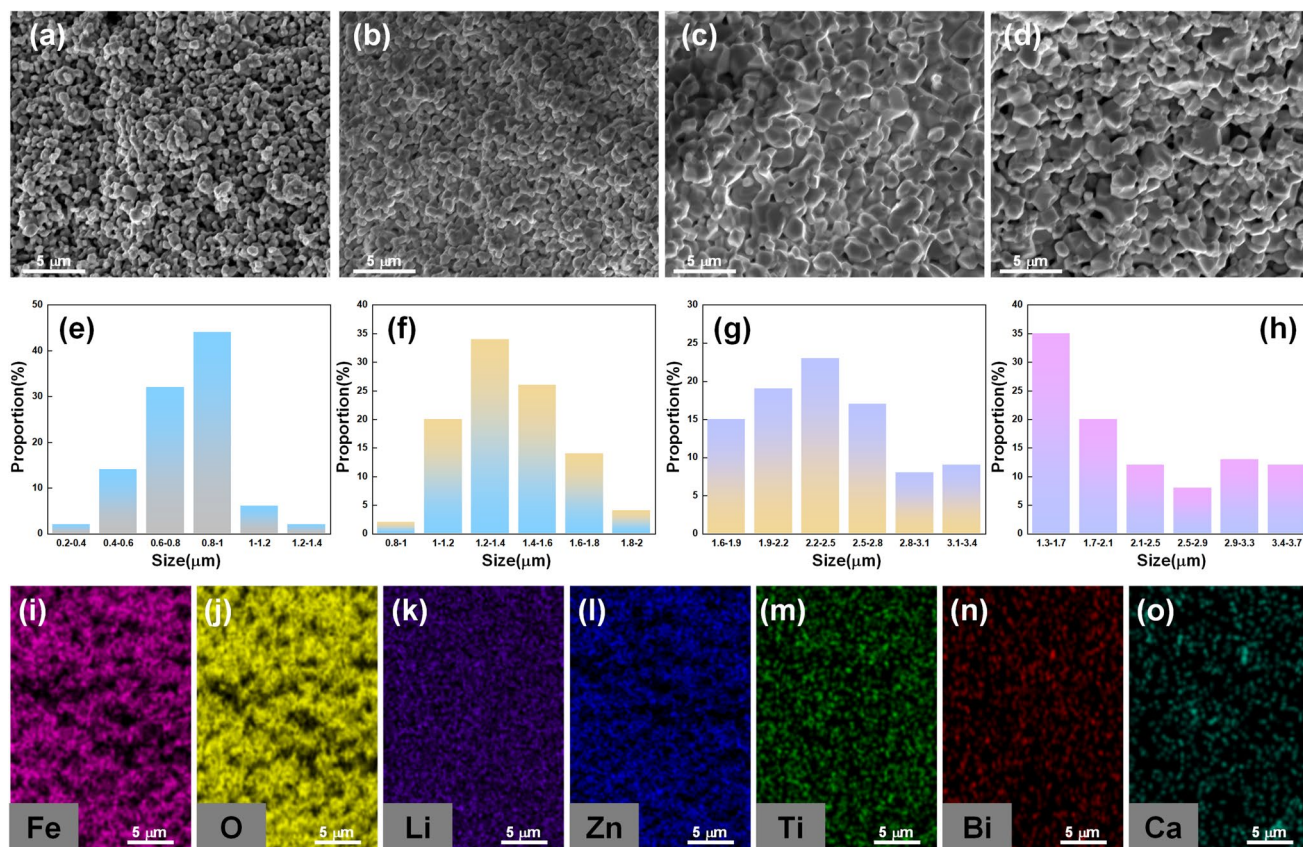 (a)
(b)
(c)
(d)
5 μm
5 μm
5 μm
5 μm
(e)
Proportion(%)
50
40
30
20
10
0
0.2-0.4 0.4-0.6 0.6-0.8 0.8-1 1-1.2 1.2-1.4
Size(μm)
(f)
Proportion(%)
40
35
30
25
20
15
10
5
0
0.8-1 1-1.2 1.2-1.4 1.4-1.6 1.6-1.8 1.8-2
Size(μm)
(g)
Proportion(%)
30
25
20
15
10
5
0
1.6-1.9 1.9-2.2 2.2-2.5 2.5-2.8 2.8-3.1 3.1-3.4
Size(μm)
(h)
Proportion(%)
40
35
30
25
20
15
10
5
0
1.3-1.7 1.7-2.1 2.1-2.5 2.5-2.9 2.9-3.3 3.4-3.7
Size(μm)
(i)
Fe
5 μm
(j)
O
5 μm
(k)
Li
5 μm
(l)
Zn
5 μm
(m)
Ti
5 μm
(n)
Bi
5 μm
(o)
Ca
5 μm